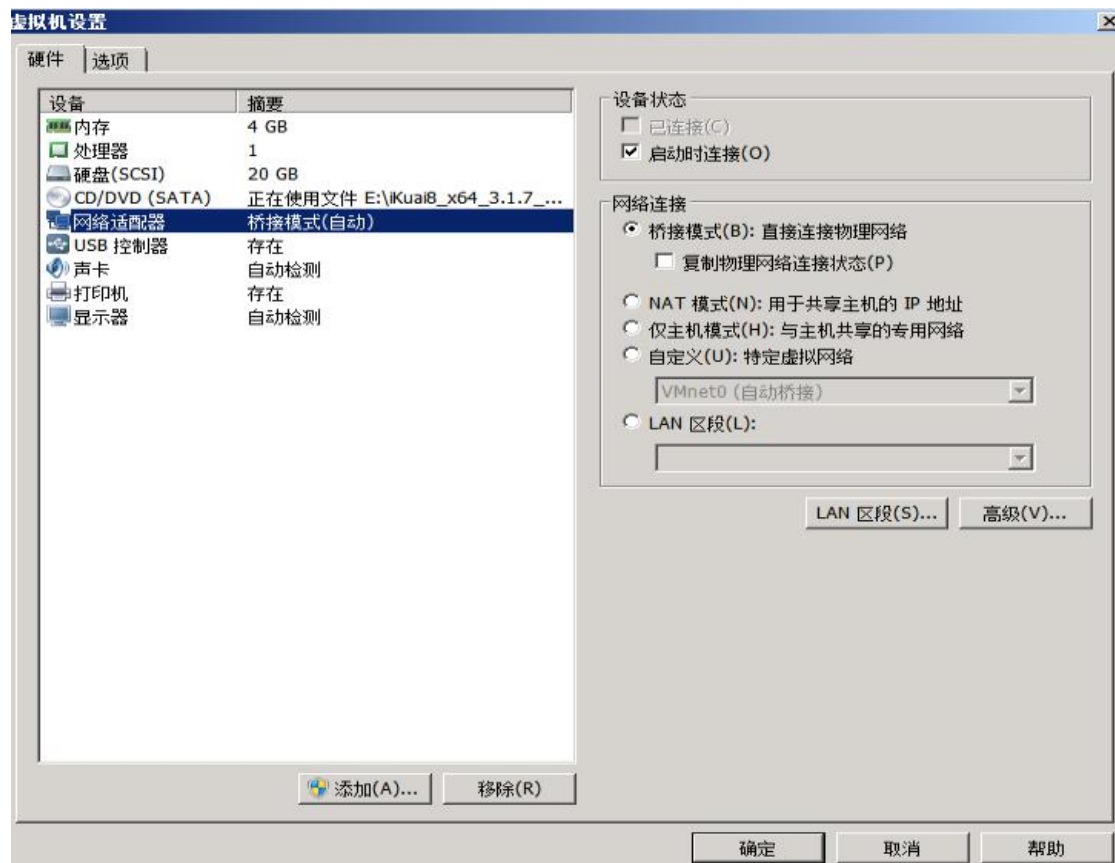 虚拟机设置
硬件 选项
设备 摘要
内存 4 GB
处理器 1
硬盘(SCSI) 20 GB
CD/DVD (SATA) 正在使用文件 E:\iKuai8_x64_3.1.7_...
网络适配器 桥接模式(自动)
USB 控制器 存在
声卡 自动检测
打印机 存在
显示器 自动检测
添加(A)... 移除(R)
设备状态
已连接(C)
启动时连接(O)
网络连接
桥接模式(B): 直接连接物理网络
复制物理网络连接状态(P)
NAT 模式(N): 用于共享主机的 IP 地址
仅主机模式(H): 与主机共享的专用网络
自定义(U): 特定虚拟网络
VMnet0 (自动桥接)
LAN 区段(L):
LAN 区段(S)... 高级(V)...
确定 取消 帮助